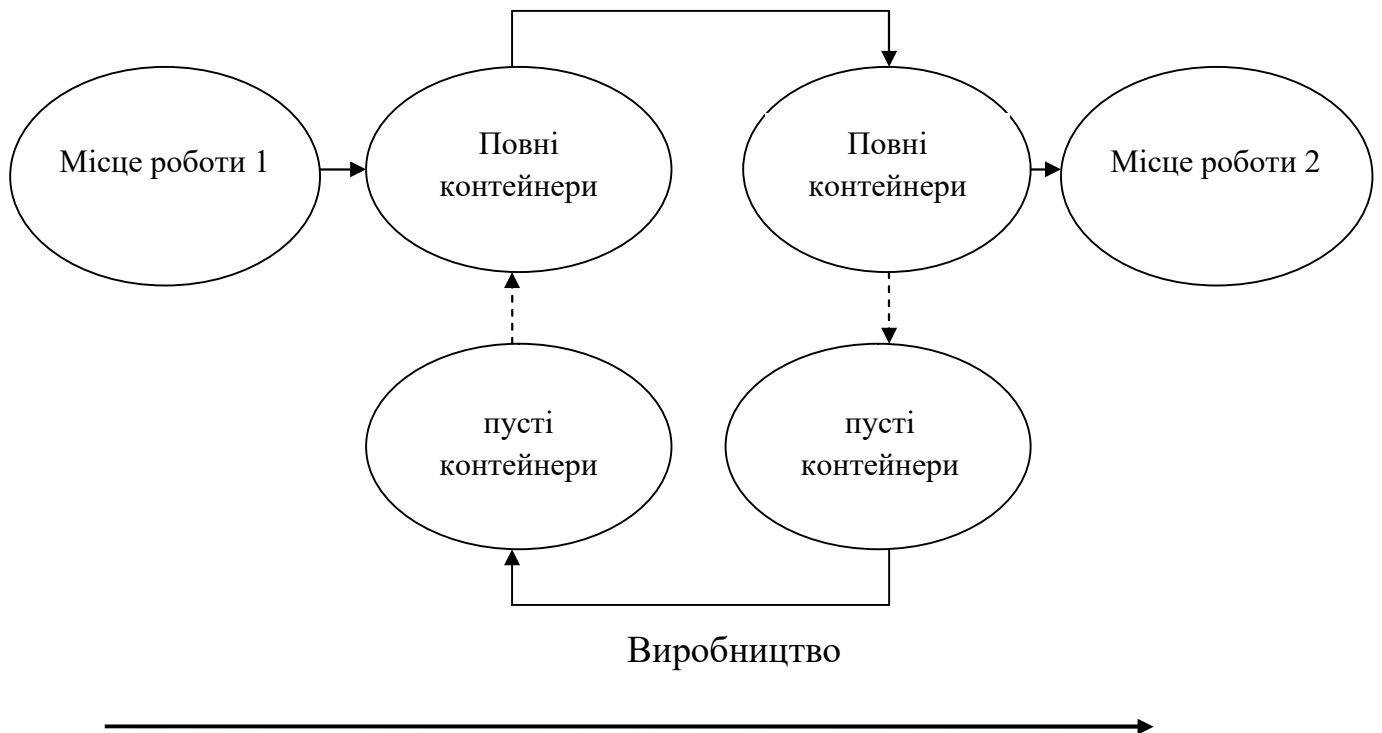 Місце роботи 1
Повні
контейнери
Повні
контейнери
Місце роботи 2
пусті
контейнери
пусті
контейнери
Виробництво